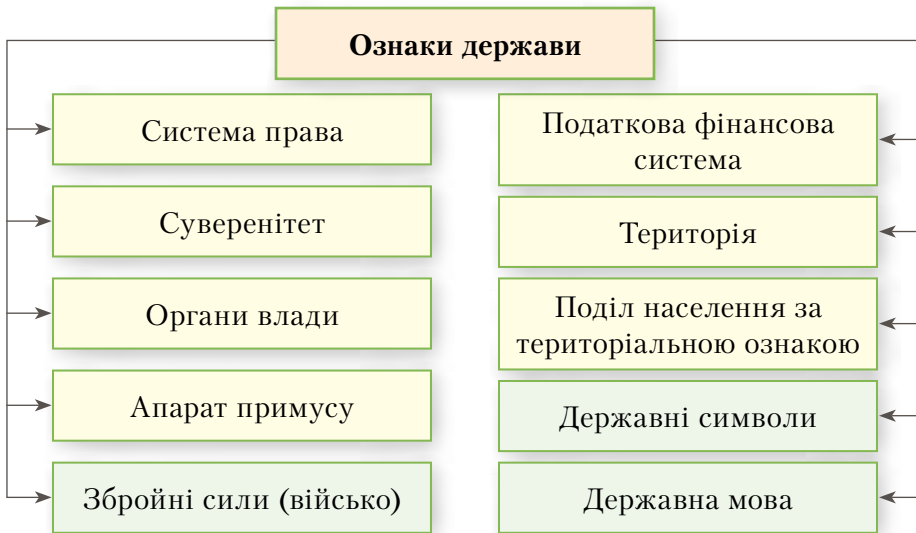 Ознаки держави
Система права
Суверенітет
Органи влади
Апарат примусу
Збройні сили (військо)
Податкова фінансова
система
Територія
Поділ населення за
територіальною ознакою
Державні символи
Державна мова